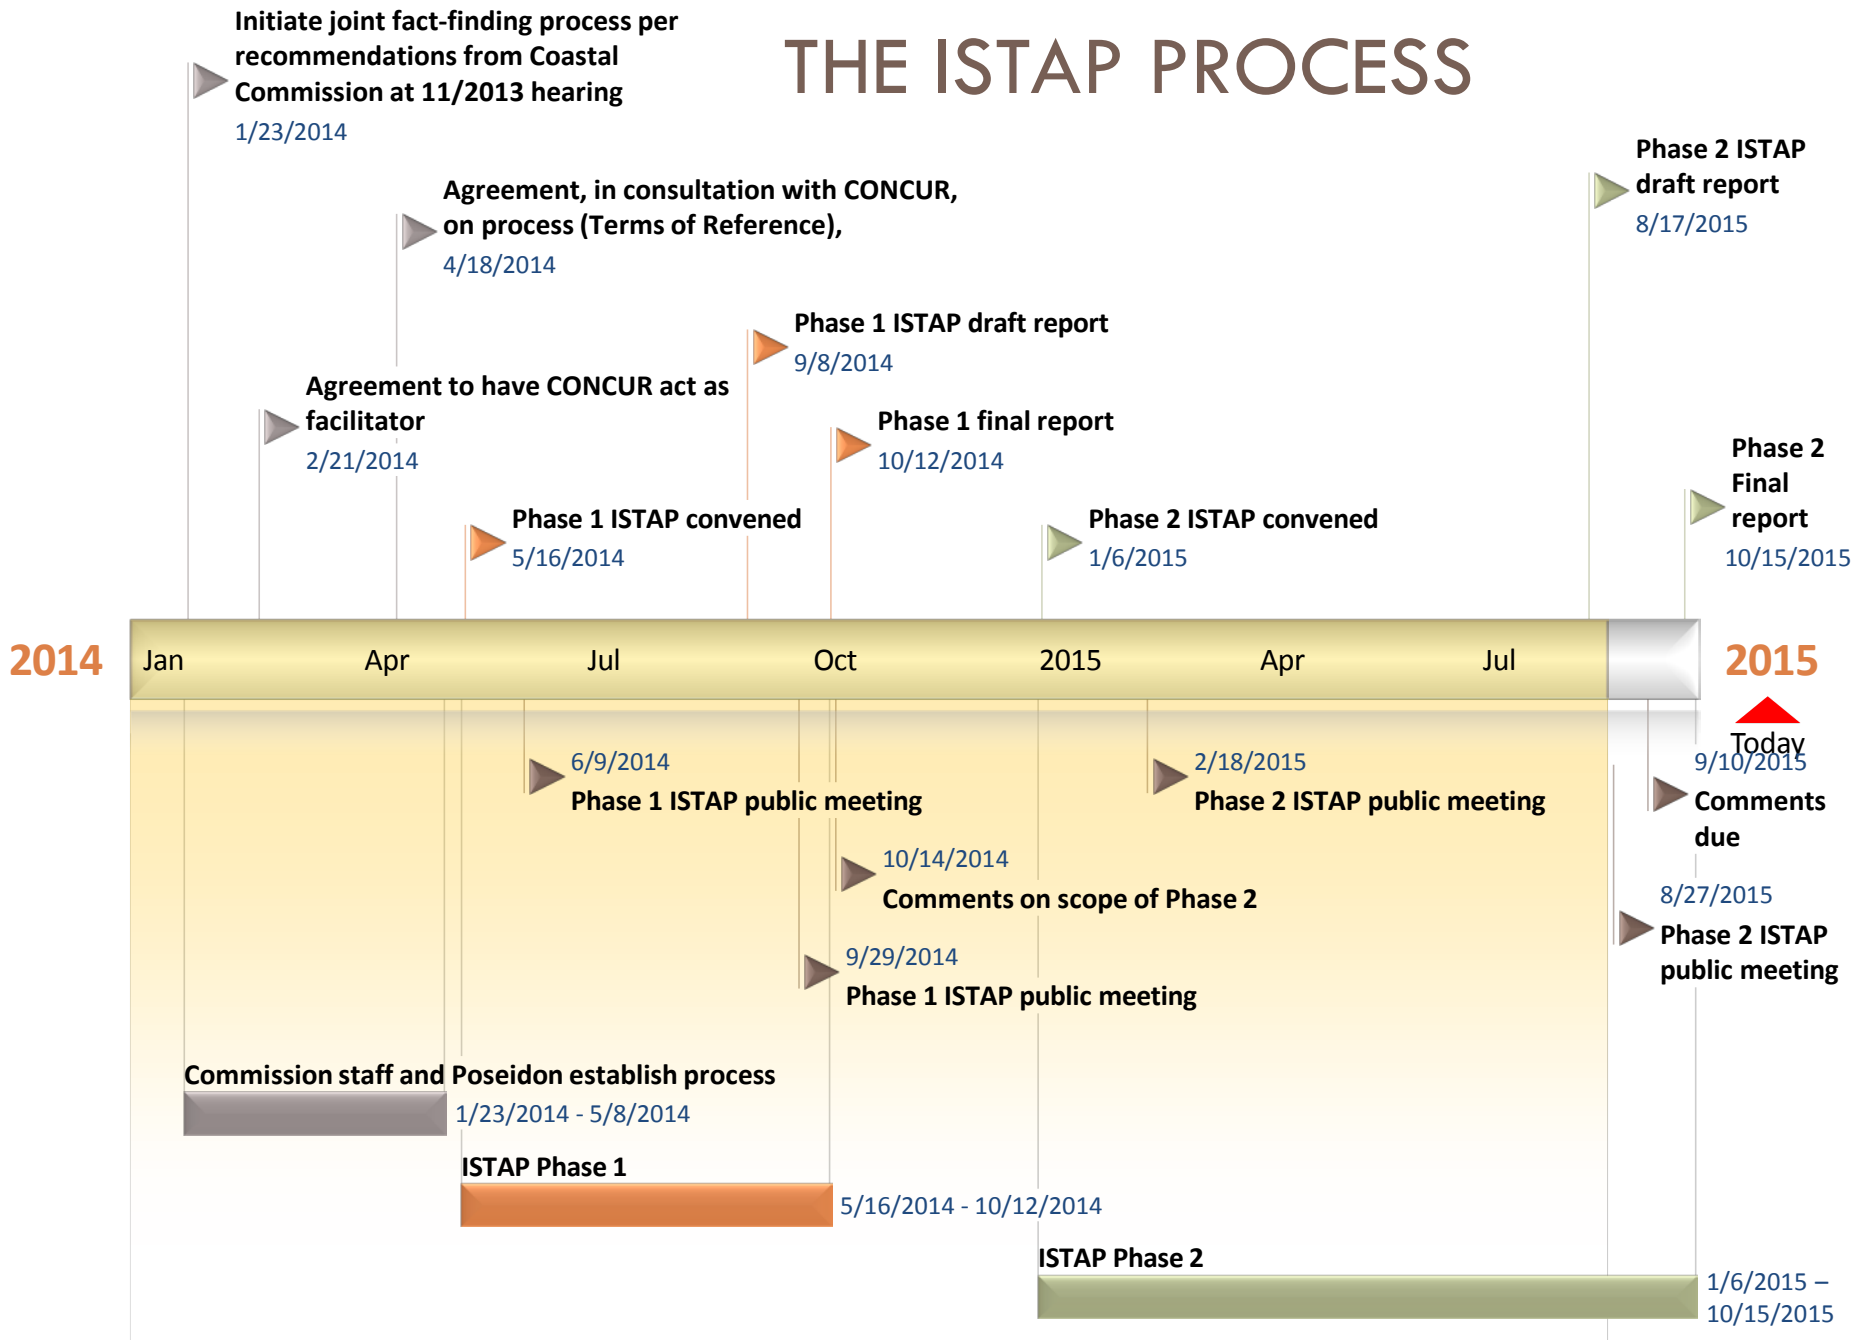 THE ISTAP PROCESS
Initiate joint fact-finding process per
recommendations from Coastal
Commission at 11/2013 hearing
1/23/2014
Agreement, in consultation with CONCUR,
on process (Terms of Reference),
4/18/2014
Phase 2 ISTAP
draft report
8/17/2015
Phase 1 ISTAP draft report
9/8/2014
Agreement to have CONCUR act as
facilitator
2/21/2014
Phase 1 final report
10/12/2014
Phase 2
Final
report
10/15/2015
Phase 1 ISTAP convened
5/16/2014
Phase 2 ISTAP convened
1/6/2015
2014 Jan Apr Jul Oct 2015 Apr Jul 2015
Today
6/9/2014
Phase 1 ISTAP public meeting
2/18/2015
Phase 2 ISTAP public meeting
9/10/2015
Comments
due
10/14/2014
Comments on scope of Phase 2
8/27/2015
Phase 2 ISTAP
public meeting
9/29/2014
Phase 1 ISTAP public meeting
Commission staff and Poseidon establish process
1/23/2014 - 5/8/2014
ISTAP Phase 1
5/16/2014 - 10/12/2014
ISTAP Phase 2
1/6/2015 –
10/15/2015